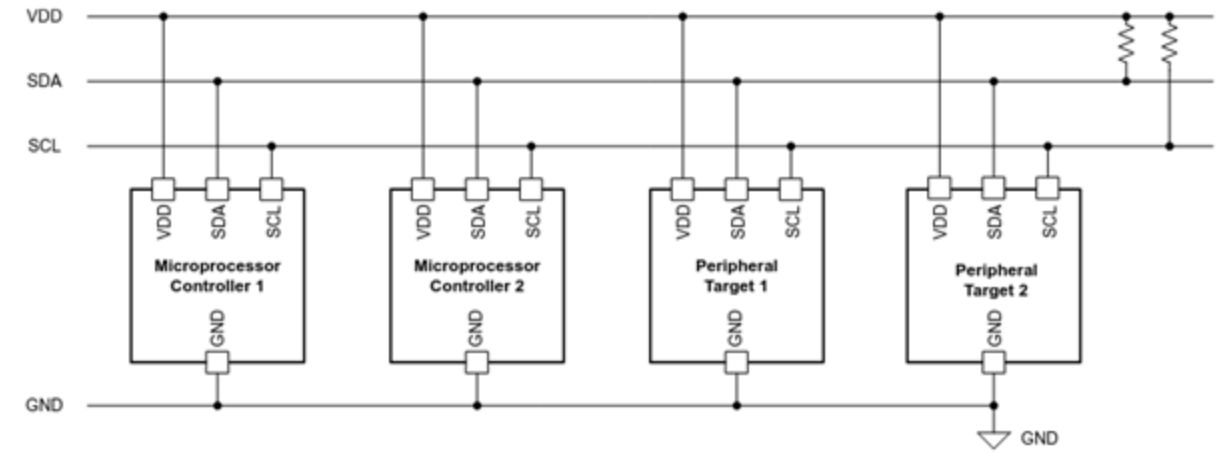 VDD
SDA
SCL
VDD SDA SCL
Microprocessor
Controller 1
GND
VDD SDA SCL
Microprocessor
Controller 2
GND
VDD SDA SCL
Peripheral
Target 1
GND
VDD SDA SCL
Peripheral
Target 2
GND
GND
GND